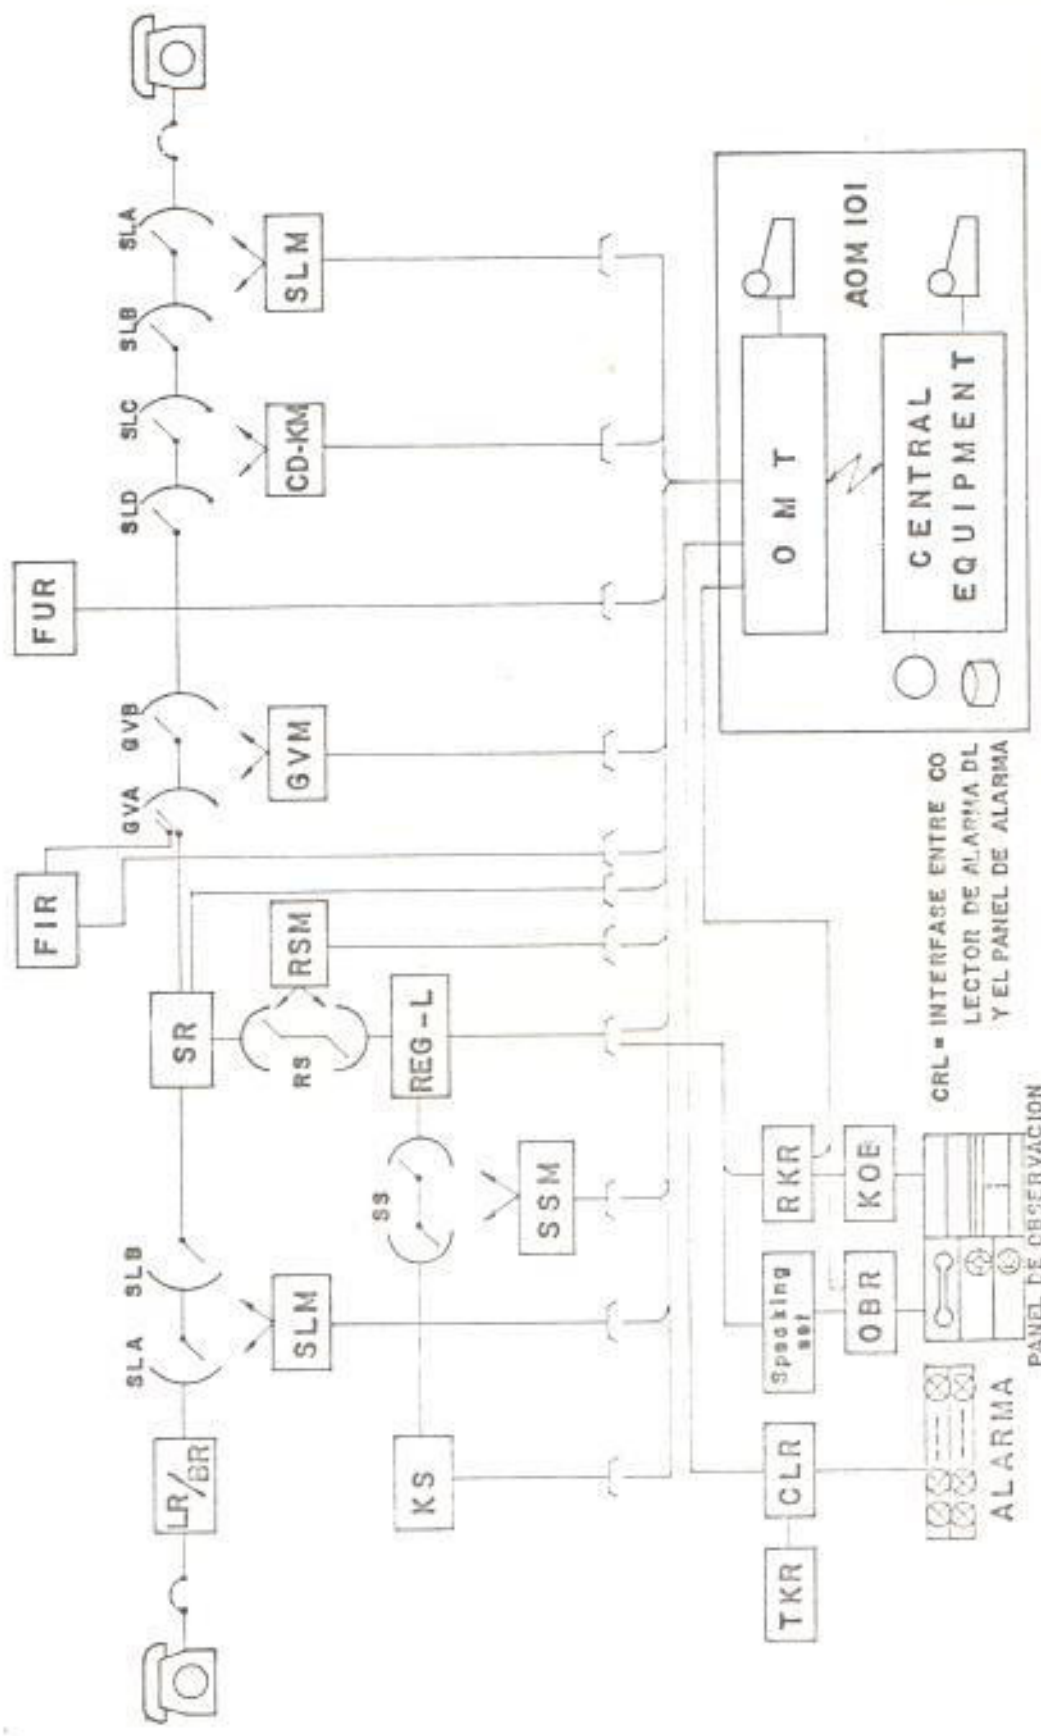 FIR
FUR
GVA
GVB
SLD
SLC
SLB
SLA
SLA
SLB
LR/BR
SR
RS
RSM
GVM
CD-KM
SLM
SLM
SS
REG-L
KS
SSM
TKR
CLR
Speaking
set
RKR
OBR
KOE
OMT
AOM 101
CENTRAL
EQUIPMENT
CRL = INTERFASE ENTRE CO
LECTOR DE ALARMA DL
Y EL PANEL DE ALARMA
ALARMA
PANEL DE OBSERVACION